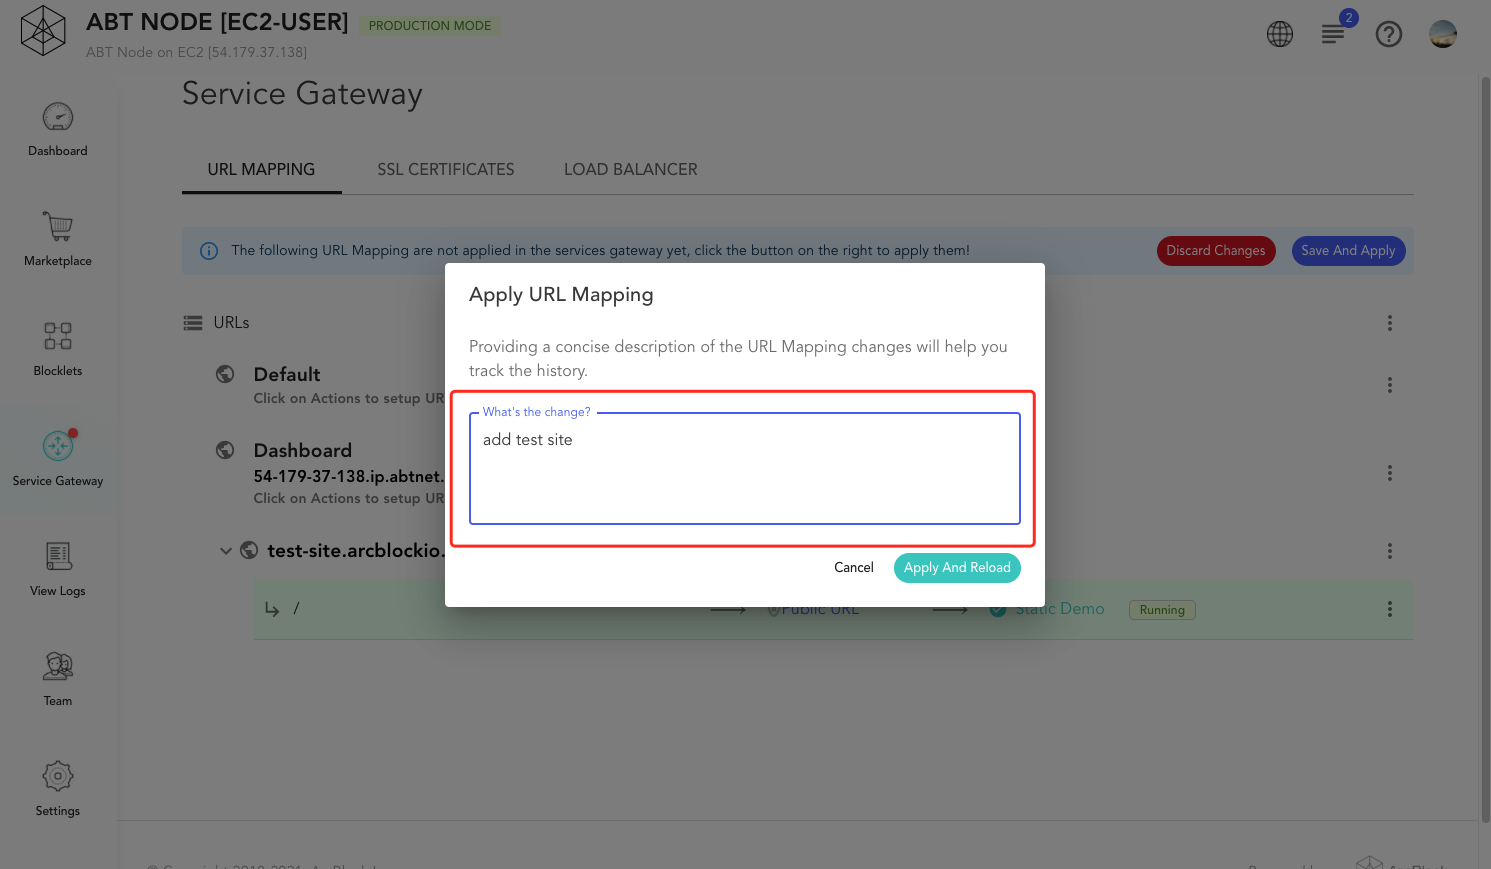 ABT NODE [EC2-USER]
PRODUCTION MODE
ABT Node on EC2 [54.179.37.138]
2
Dashboard
Marketplace
Blocklets
Service Gateway
View Logs
Team
Settings
Service Gateway
URL MAPPING
SSL CERTIFICATES
LOAD BALANCER
The following URL Mapping are not applied in the services gateway yet, click the button on the right to apply them!
Discard Changes
Save And Apply
URLs
Default
Click on Actions to setup UR
Dashboard
54-179-37-138.ip.abtnet.
Click on Actions to setup UR
test-site.arcblockio.
/
Public URL
Static Demo
Running
Apply URL Mapping
Providing a concise description of the URL Mapping changes will help you
track the history.
What's the change?
add test site
Cancel
Apply And Reload